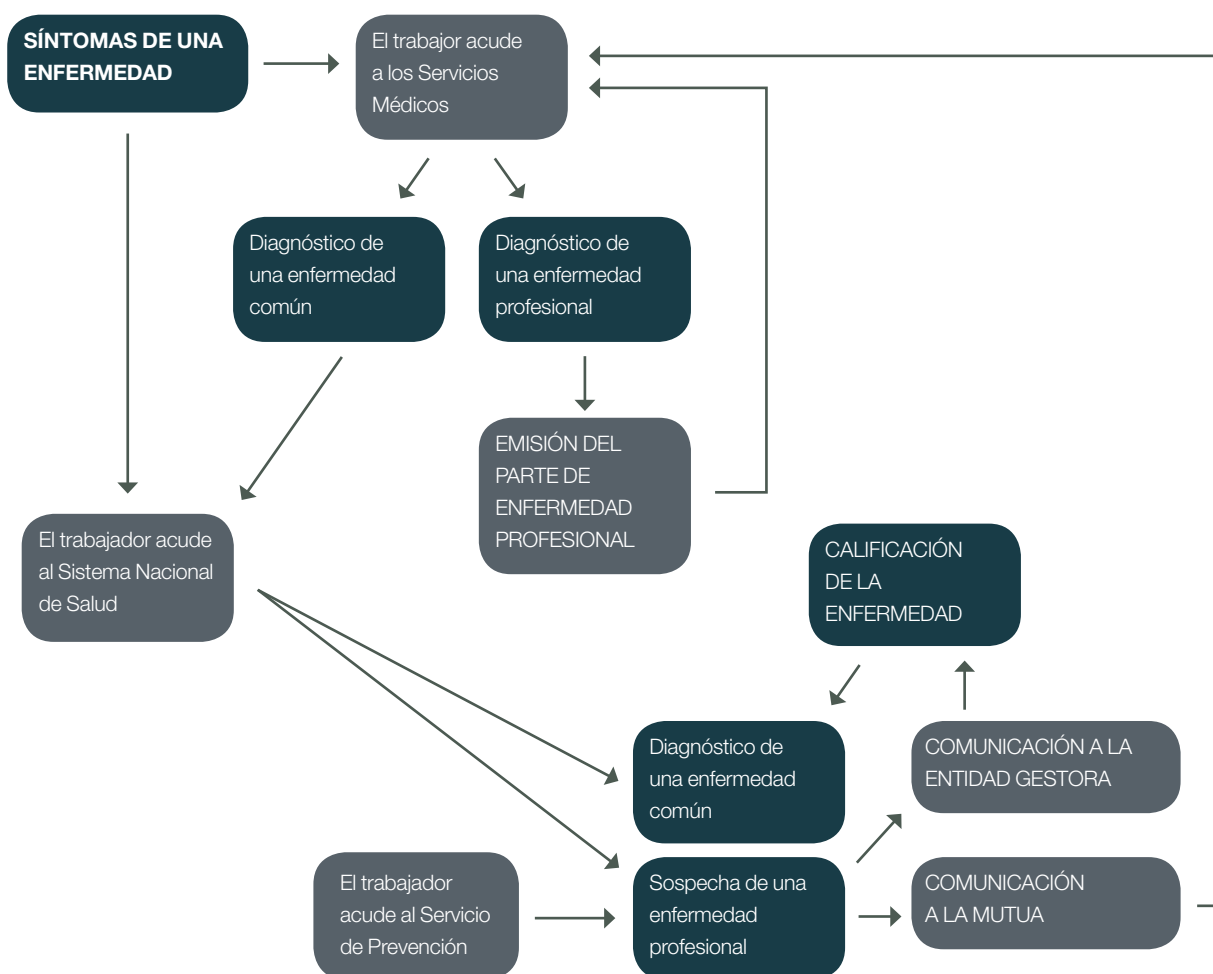 SÍNTOMAS DE UNA
ENFERMEDAD
El trabajor acude
a los Servicios
Médicos
Diagnóstico de
una enfermedad
común
Diagnóstico de
una enfermedad
profesional
EMISIÓN DEL
PARTE DE
ENFERMEDAD
PROFESIONAL
El trabajador acude
al Sistema Nacional
de Salud
CALIFICACIÓN
DE LA
ENFERMEDAD
Diagnóstico de
una enfermedad
común
COMUNICACIÓN A LA
ENTIDAD GESTORA
El trabajador
acude al Servicio
de Prevención
Sospecha de una
enfermedad
profesional
COMUNICACIÓN
A LA MUTUA